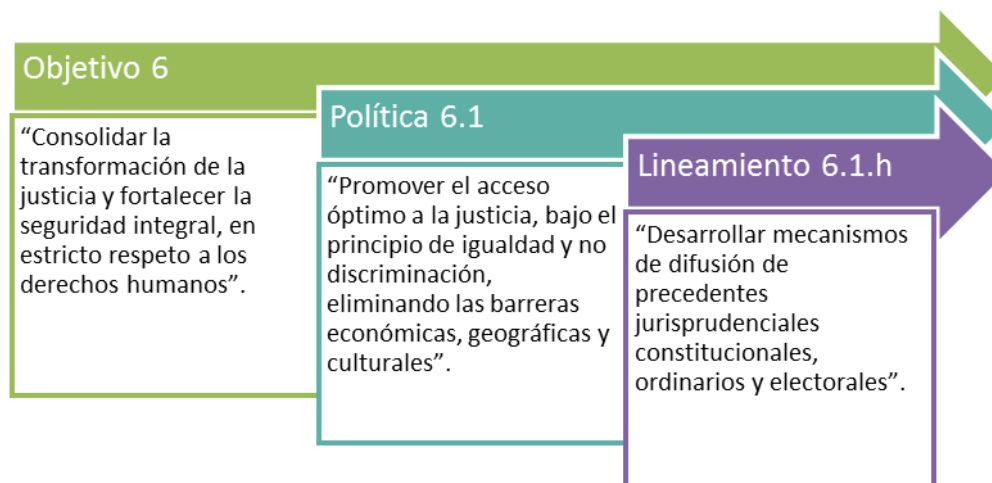 Objetivo 6
“Consolidar la
transformación de la
justicia y fortalecer la
seguridad integral, en
estricto respeto a los
derechos humanos”.
Política 6.1
“Promover el acceso
óptimo a la justicia, bajo el
principio de igualdad y no
discriminación,
eliminando las barreras
económicas, geográficas y
culturales”.
Lineamiento 6.1.h
“Desarrollar mecanismos
de difusión de
precedentes
jurisprudenciales
constitucionales,
ordinarios y electorales”.